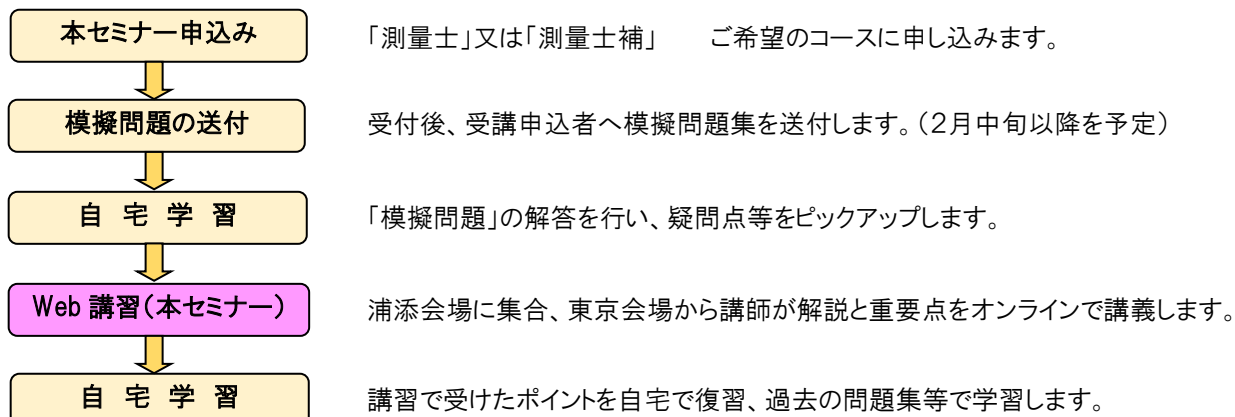 本セミナー申込み
「測量士」又は「測量士補」　　ご希望のコースに申し込みます。
模擬問題の送付
受付後、受講申込者へ模擬問題集を送付します。（２月中旬以降を予定）
自　宅　学　習
「模擬問題」の解答を行い、疑問点等をピックアップします。
Web 講習（本セミナー）
浦添会場に集合、東京会場から講師が解説と重要点をオンラインで講義します。
自　宅　学　習
講習で受けたポイントを自宅で復習、過去の問題集等で学習します。